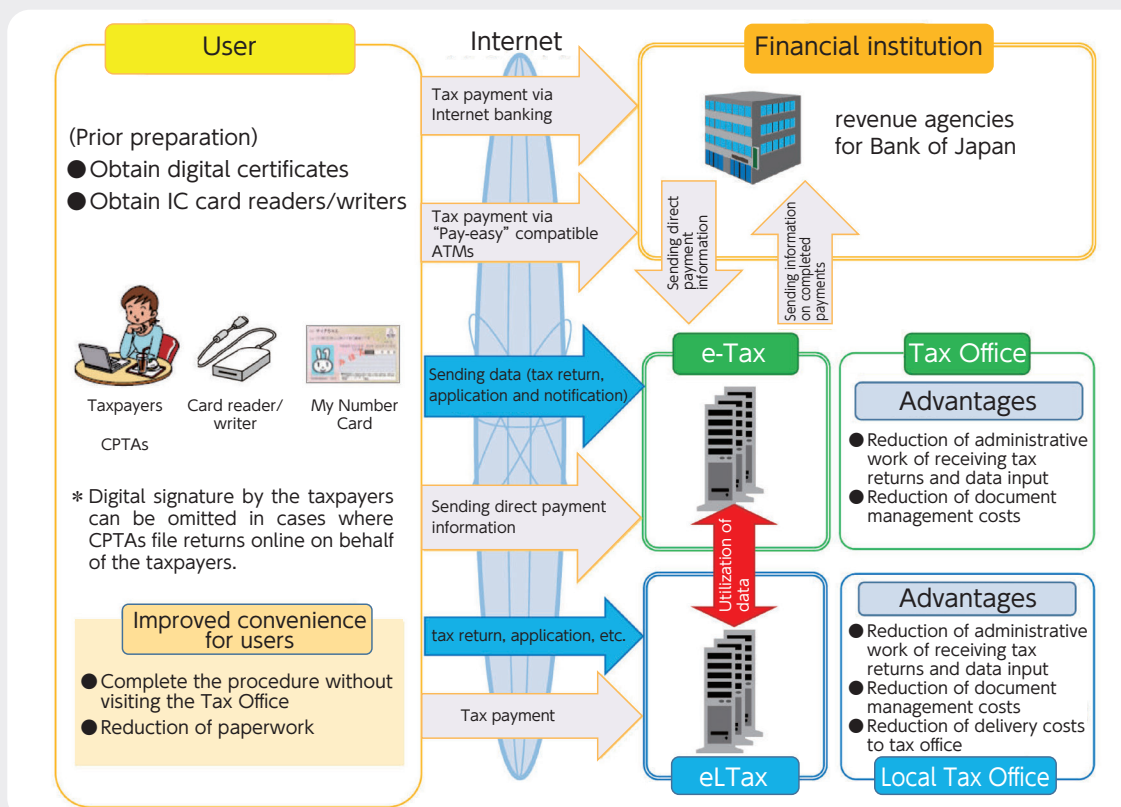 User
(Prior preparation)
●Obtain digital certificates
●Obtain IC card readers/writers
Taxpayers
CPTAs
Card reader/
writer
My Number
Card
* Digital signature by the taxpayers
can be omitted in cases where
CPTAs file returns online on behalf
of the taxpayers.
Improved convenience
for users
●Complete the procedure without
visiting the Tax Office
●Reduction of paperwork
Internet
Tax payment via
Internet banking
Tax payment via
“Pay-easy” compatible
ATMs
Sending data (tax return,
application and notification)
Sending direct payment
information
tax return, application, etc.
Tax payment
Financial institution
revenue agencies
for Bank of Japan
Sending direct
payment
information
Sending information
on completed
payments
e-Tax
Utilization of
data
eLTax
Tax Office
Advantages
●Reduction of administrative
work of receiving tax
returns and data input
●Reduction of document
management costs
Advantages
●Reduction of administrative
work of receiving tax
returns and data input
●Reduction of document
management costs
●Reduction of delivery costs
to tax office
Local Tax Office